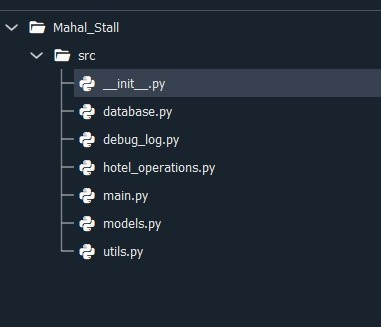 Mahal_Stall
src
__init__.py
database.py
debug_log.py
hotel_operations.py
main.py
models.py
utils.py